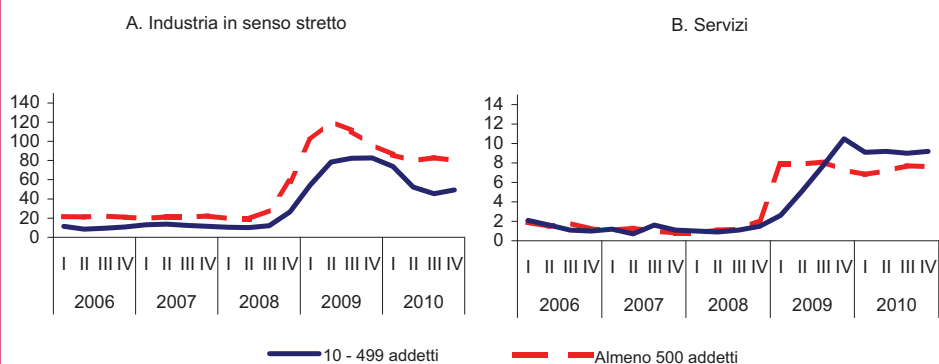 A. Industria in senso stretto
B. Servizi
140
120
100
80
60
40
20
0
I II III IV I II III IV I II III IV I II III IV I II III IV
2006 2007 2008 2009 2010
14
12
10
8
6
4
2
0
I II III IV I II III IV I II III IV I II III IV I II III IV
2006 2007 2008 2009 2010
10 - 499 addetti
Almeno 500 addetti